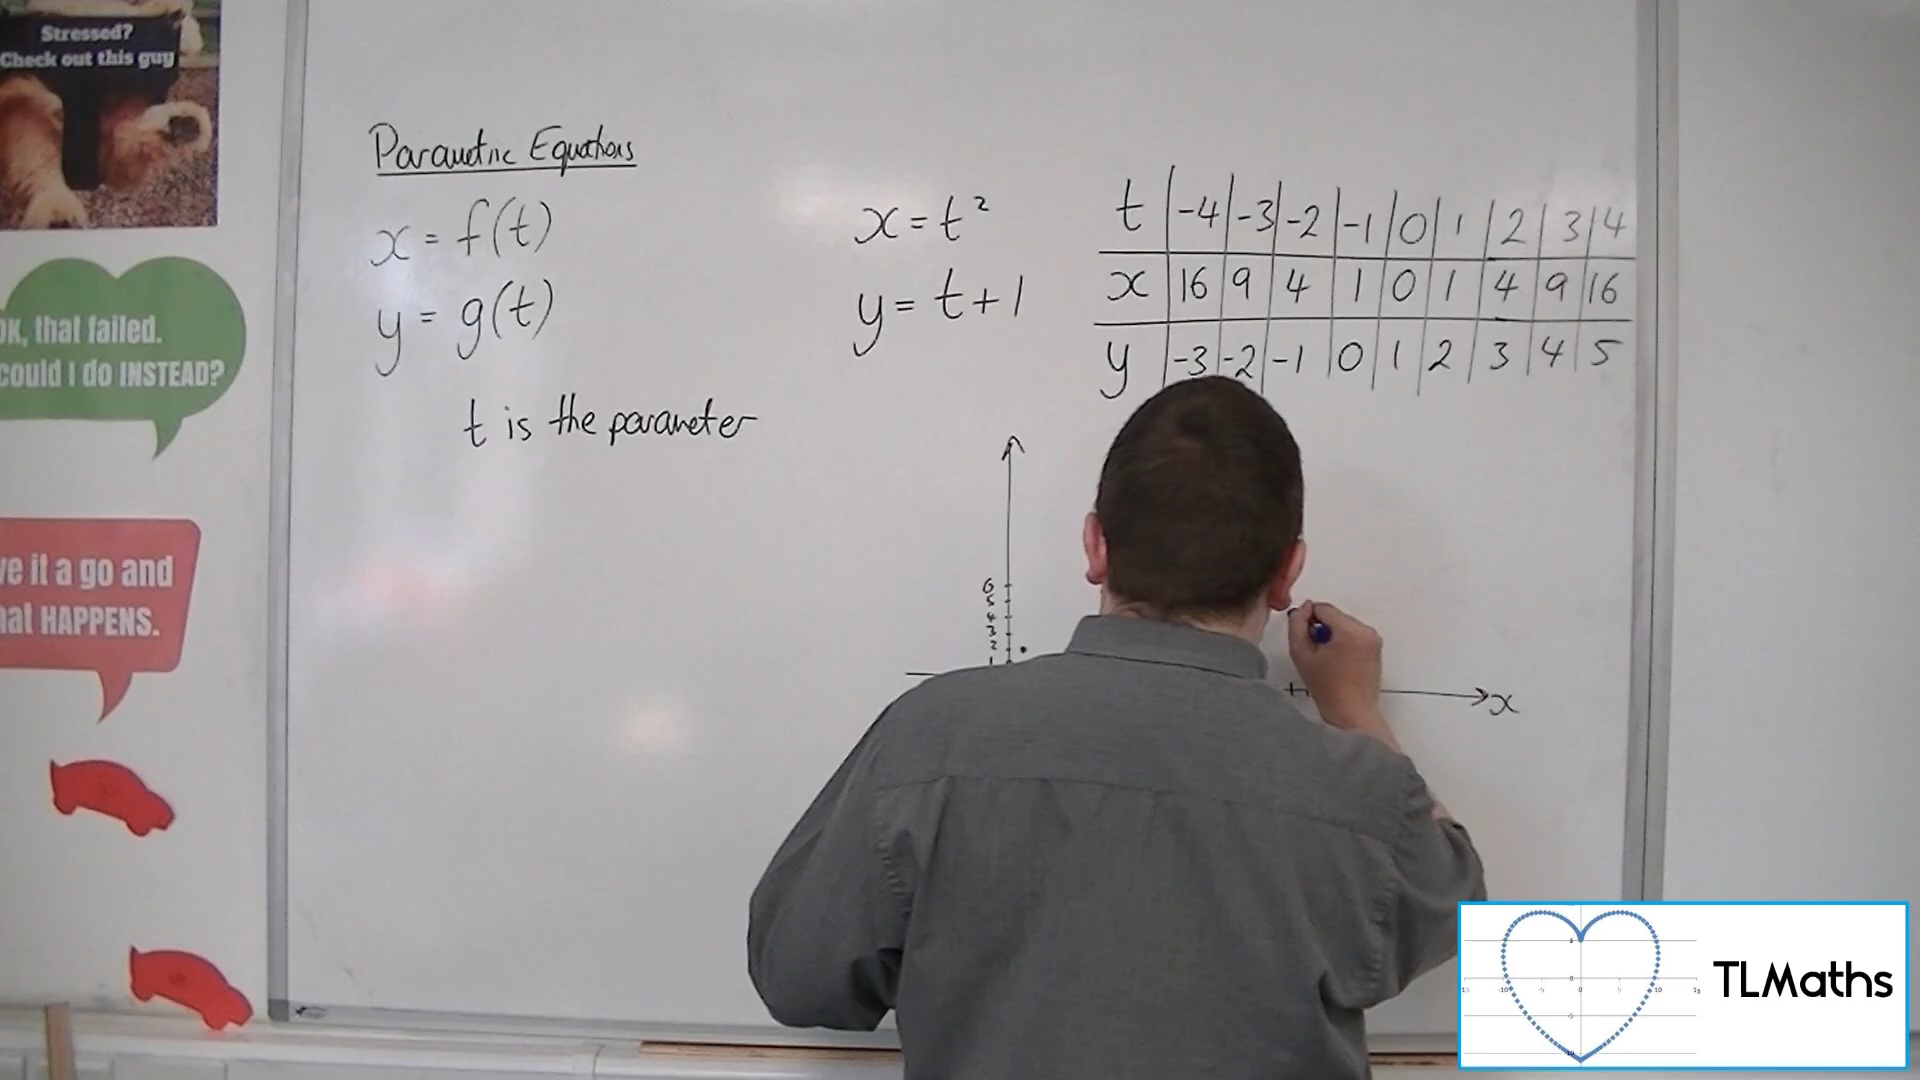 Stressed?
Check out this guy
OK, that failed.
could I do INSTEAD?
ve it a go and
hat HAPPENS.
Parametric Equations
x = f(t)
y = g(t)
t is the parameter
x = t²
y = t + 1
t -4 -3 -2 -1 0 1 2 3 4
x 16 9 4 1 0 1 4 9 16
y -3 -2 -1 0 1 2 3 4 5
6
5
4
3
2
1
x
TLMaths